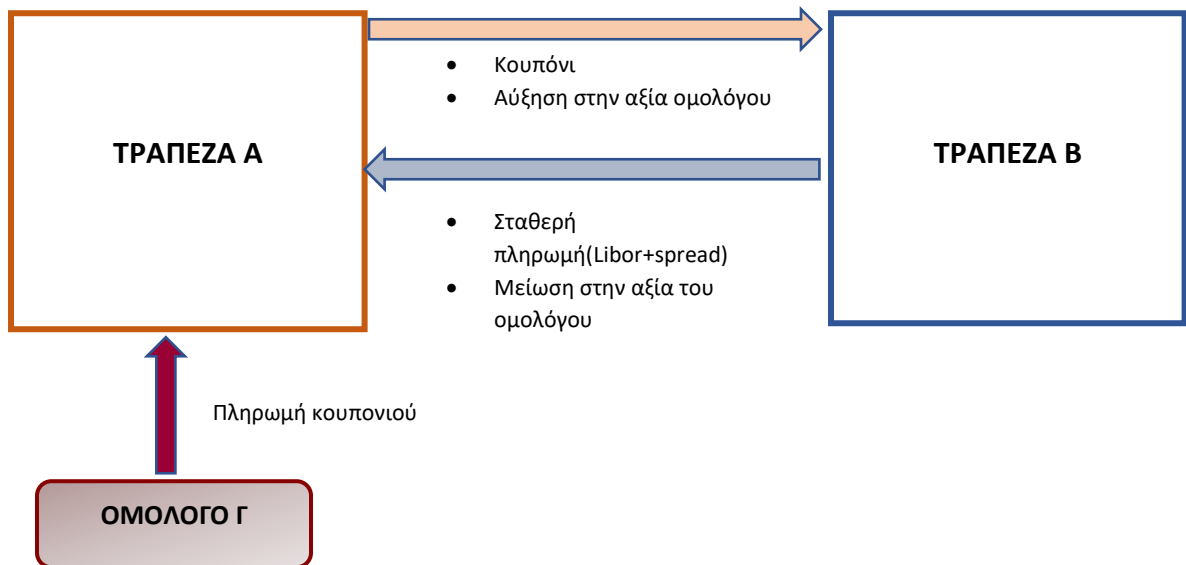 • Κουπόνι
• Αύξηση στην αξία ομολόγου
ΤΡΑΠΕΖΑ Α
ΤΡΑΠΕΖΑ Β
• Σταθερή
πληρωμή(Libor+spread)
• Μείωση στην αξία του
ομολόγου
Πληρωμή κουπονιού
ΟΜΟΛΟΓΟ Γ